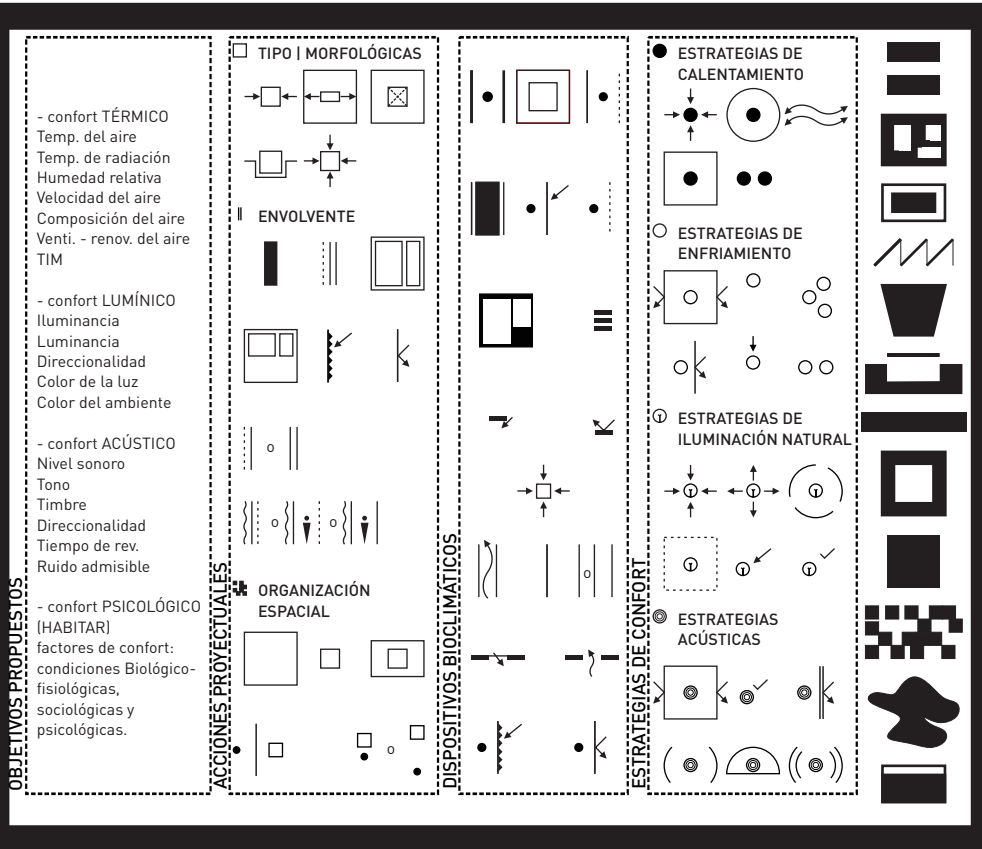 OBJETIVOS PROPUESTOS
- confort TÉRMICO
Temp. del aire
Temp. de radiación
Humedad relativa
Velocidad del aire
Composición del aire
Venti. - renov. del aire
TIM
- confort LUMÍNICO
Iluminancia
Luminancia
Direccionalidad
Color de la luz
Color del ambiente
- confort ACÚSTICO
Nivel sonoro
Tono
Timbre
Direccionalidad
Tiempo de rev.
Ruido admisible
- confort PSICOLÓGICO
(HABITAR)
factores de confort:
condiciones Biológico-
fisiológicas,
sociológicas y
psicológicas.
ACCIONES PROYECTUALES
TIPO | MORFOLÓGICAS
ENVOLVENTE
o
o
o
ORGANIZACIÓN
ESPACIAL
o
DISPOSITIVOS BIOCLIMÁTICOS
o
ESTRATEGIAS DE CONFORT
ESTRATEGIAS DE
CALENTAMIENTO
ESTRATEGIAS DE
ENFRIAMIENTO
ESTRATEGIAS DE
ILUMINACIÓN NATURAL
ESTRATEGIAS
ACÚSTICAS